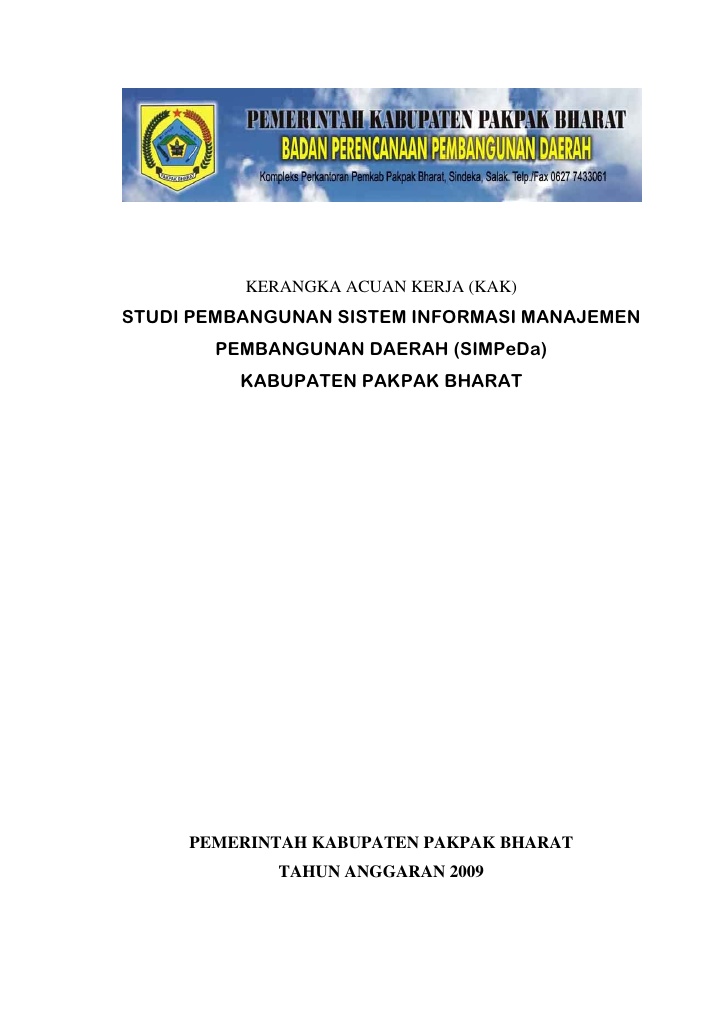 PEMERINTAH KABUPATEN PAKPAK BHARAT
BADAN PERENCANAAN PEMBANGUNAN DAERAH
Kompleks Perkantoran Pemkab Pakpak Bharat, Sindeka, Salak. Telp./Fax 0627 7433061
PAKPAK BHARAT
KERANGKA ACUAN KERJA (KAK)
STUDI PEMBANGUNAN SISTEM INFORMASI MANAJEMEN
PEMBANGUNAN DAERAH (SIMPeDa)
KABUPATEN PAKPAK BHARAT
PEMERINTAH KABUPATEN PAKPAK BHARAT
TAHUN ANGGARAN 2009